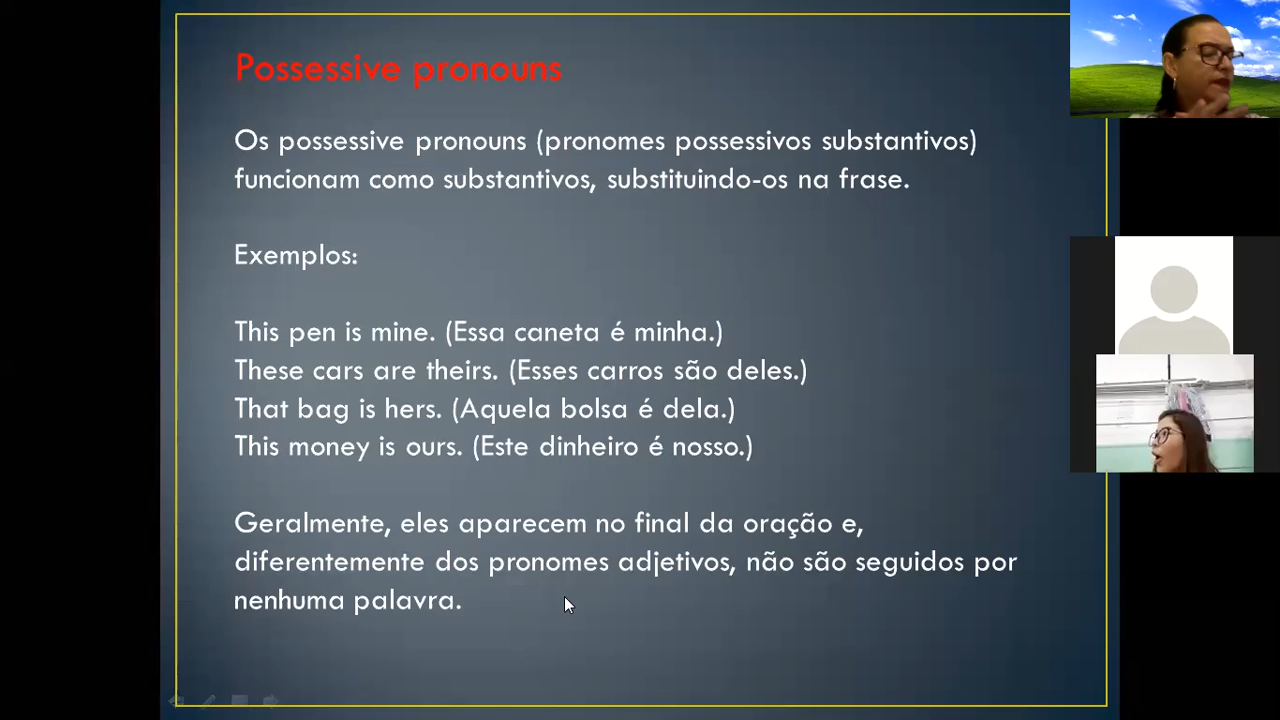 Possessive pronouns
Os possessive pronouns (pronomes possessivos substantivos)
funcionam como substantivos, substituindo-os na frase.
Exemplos:
This pen is mine. (Essa caneta é minha.)
These cars are theirs. (Esses carros são deles.)
That bag is hers. (Aquela bolsa é dela.)
This money is ours. (Este dinheiro é nosso.)
Geralmente, eles aparecem no final da oração e,
diferentemente dos pronomes adjetivos, não são seguidos por
nenhuma palavra.